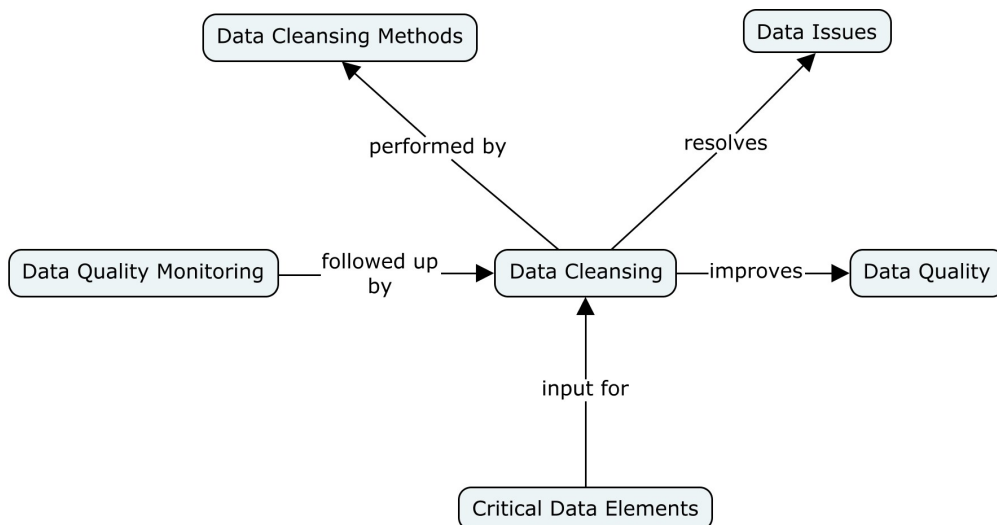 Data Cleansing Methods
Data Issues
performed by
resolves
Data Quality Monitoring
followed up
by
Data Cleansing
improves
Data Quality
input for
Critical Data Elements